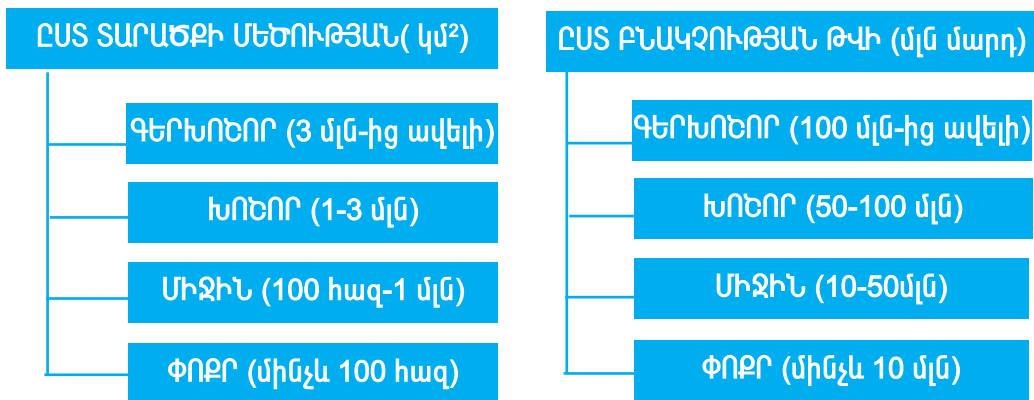 ԸՍՏ ՏԱՐԱԾՔԻ ՄԵԾՈՒԹՅԱՆ( կմ²)
ԳԵՐԽՈՇՈՐ (3 մլն-ից ավելի)
ԽՈՇՈՐ (1-3 մլն)
ՄԻՋԻՆ (100 հազ-1 մլն)
ՓՈՔՐ (մինչև 100 հազ)
ԸՍՏ ԲՆԱԿՉՈՒԹՅԱՆ ԹՎԻ (մլն մարդ)
ԳԵՐԽՈՇՈՐ (100 մլն-ից ավելի)
ԽՈՇՈՐ (50-100 մլն)
ՄԻՋԻՆ (10-50մլն)
ՓՈՔՐ (մինչև 10 մլն)